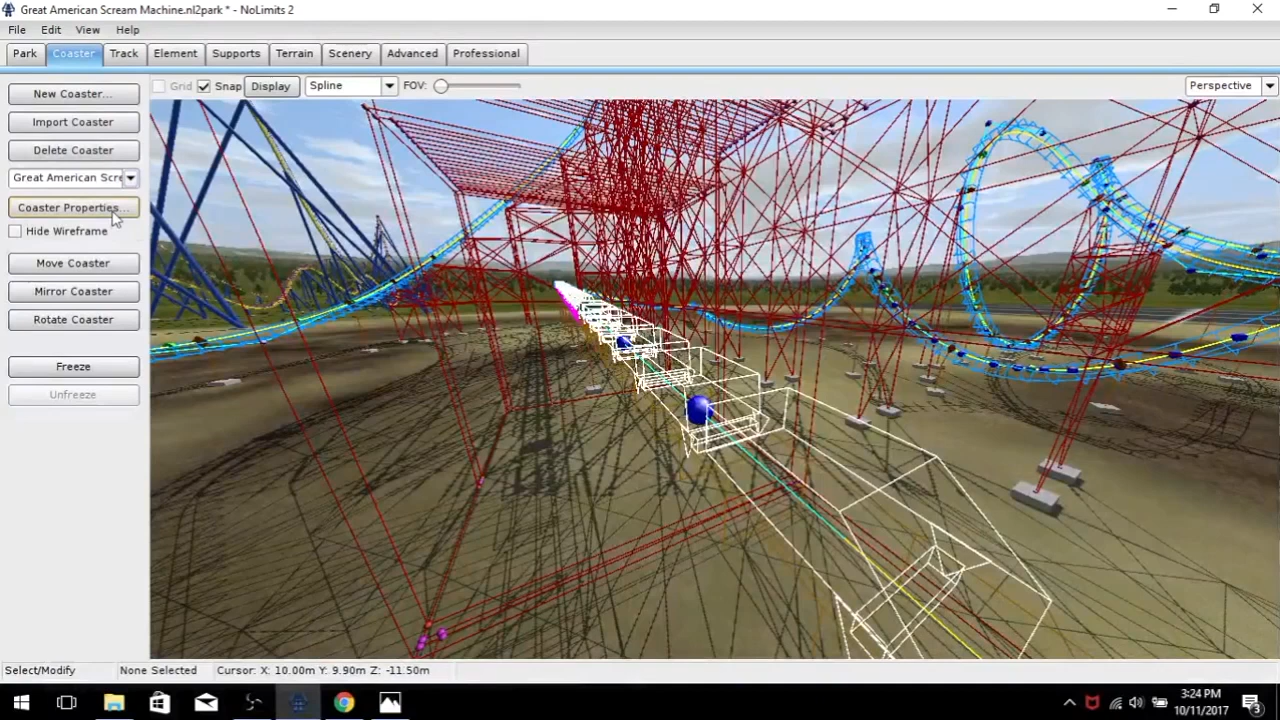 Great American Scream Machine.nl2park * - NoLimits 2
File Edit View Help
Park Coaster Track Element Supports Terrain Scenery Advanced Professional
New Coaster... Grid Snap Display Spline FOV: Perspective
Import Coaster
Delete Coaster
Great American Scre
Coaster Properties...
Hide Wireframe
Move Coaster
Mirror Coaster
Rotate Coaster
Freeze
Unfreeze
Select/Modify None Selected Cursor: X: 10.00m Y: 9.90m Z: -11.50m
3:24 PM
10/11/2017
3